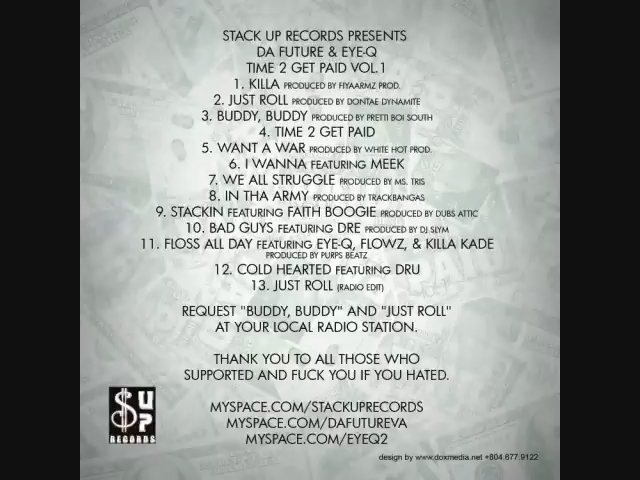 STACK UP RECORDS PRESENTS
DA FUTURE & EYE-Q
TIME 2 GET PAID VOL.1
1. KILLA PRODUCED BY FIYAARMZ PROD.
2. JUST ROLL PRODUCED BY DONTAE DYNAMITE
3. BUDDY, BUDDY PRODUCED BY PRETTI BOI SOUTH
4. TIME 2 GET PAID
5. WANT A WAR PRODUCED BY WHITE HOT PROD.
6. I WANNA FEATURING MEEK
7. WE ALL STRUGGLE PRODUCED BY MS. TRIS
8. IN THA ARMY PRODUCED BY TRACKBANGAS
9. STACKIN FEATURING FAITH BOOGIE PRODUCED BY DUBS ATTIC
10. BAD GUYS FEATURING DRE PRODUCED BY DJ SLYM
11. FLOSS ALL DAY FEATURING EYE-Q, FLOWZ, & KILLA KADE
PRODUCED BY PURPS BEATZ
12. COLD HEARTED FEATURING DRU
13. JUST ROLL (RADIO EDIT)
REQUEST "BUDDY, BUDDY" AND "JUST ROLL"
AT YOUR LOCAL RADIO STATION.
THANK YOU TO ALL THOSE WHO
SUPPORTED AND FUCK YOU IF YOU HATED.
MYSPACE.COM/STACKUPRECORDS
MYSPACE.COM/DAFUTUREVA
MYSPACE.COM/EYEQ2
$ UP
RECORDS
design by www.doxmedia.net +804.677.9122